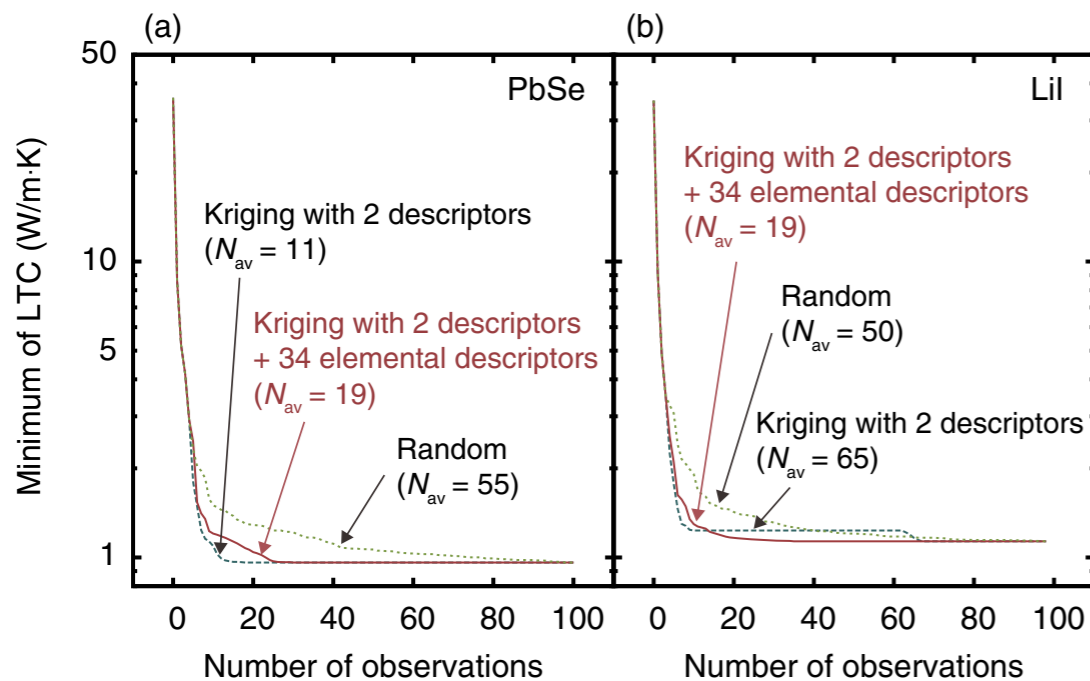 (a)
(b)
50
10
5
1
Minimum of LTC (W/m·K)
PbSe
Kriging with 2 descriptors
(Nav = 11)
Kriging with 2 descriptors
+ 34 elemental descriptors
(Nav = 19)
Random
(Nav = 55)
0 20 40 60 80 100
Number of observations
LiI
Kriging with 2 descriptors
+ 34 elemental descriptors
(Nav = 19)
Random
(Nav = 50)
Kriging with 2 descriptors
(Nav = 65)
0 20 40 60 80 100
Number of observations